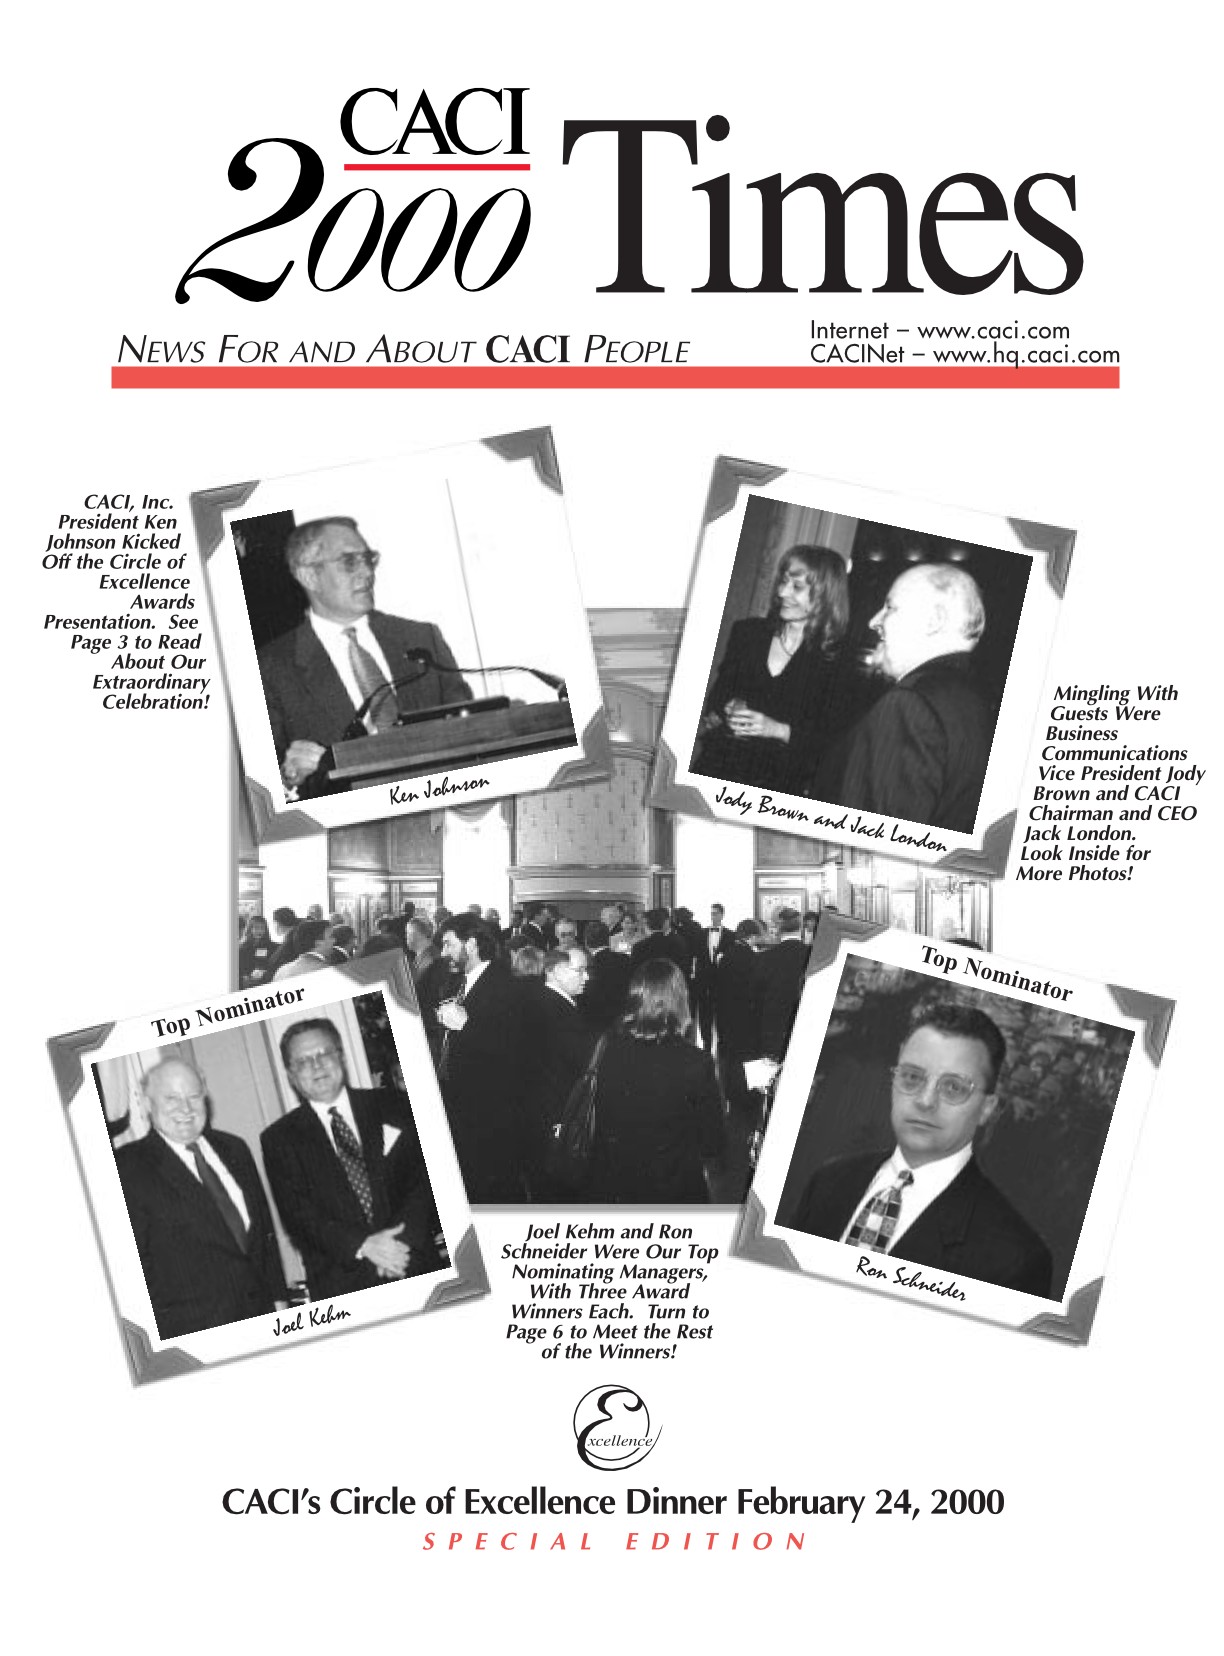 CACI
2000 Times
NEWS FOR AND ABOUT CACI PEOPLE
Internet – www.caci.com
CACINet – www.hq.caci.com
CACI, Inc.
President Ken
Johnson Kicked
Off the Circle of
Excellence
Awards
Presentation. See
Page 3 to Read
About Our
Extraordinary
Celebration!
Ken Johnson
Jody Brown and Jack London
Mingling With
Guests Were
Business
Communications
Vice President Jody
Brown and CACI
Chairman and CEO
Jack London.
Look Inside for
More Photos!
Top Nominator
Joel Kehm
Top Nominator
Ron Schneider
Joel Kehm and Ron
Schneider Were Our Top
Nominating Managers,
With Three Award
Winners Each. Turn to
Page 6 to Meet the Rest
of the Winners!
Excellence
CACI's Circle of Excellence Dinner February 24, 2000
SPECIAL EDITION